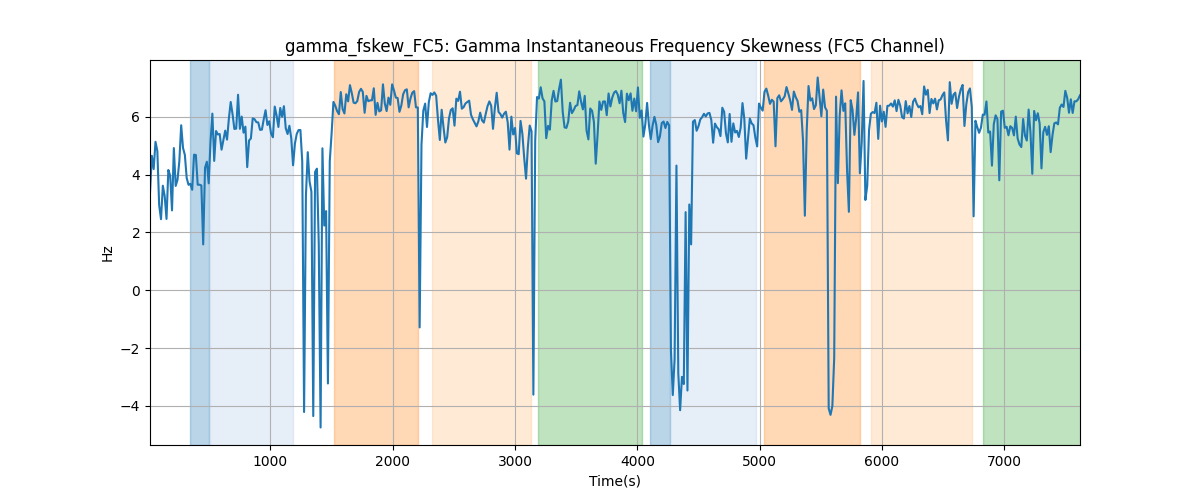 gamma_fskew_FC5: Gamma Instantaneous Frequency Skewness (FC5 Channel)
6
4
2
0
−2
−4
Hz
1000 2000 3000 4000 5000 6000 7000
Time(s)